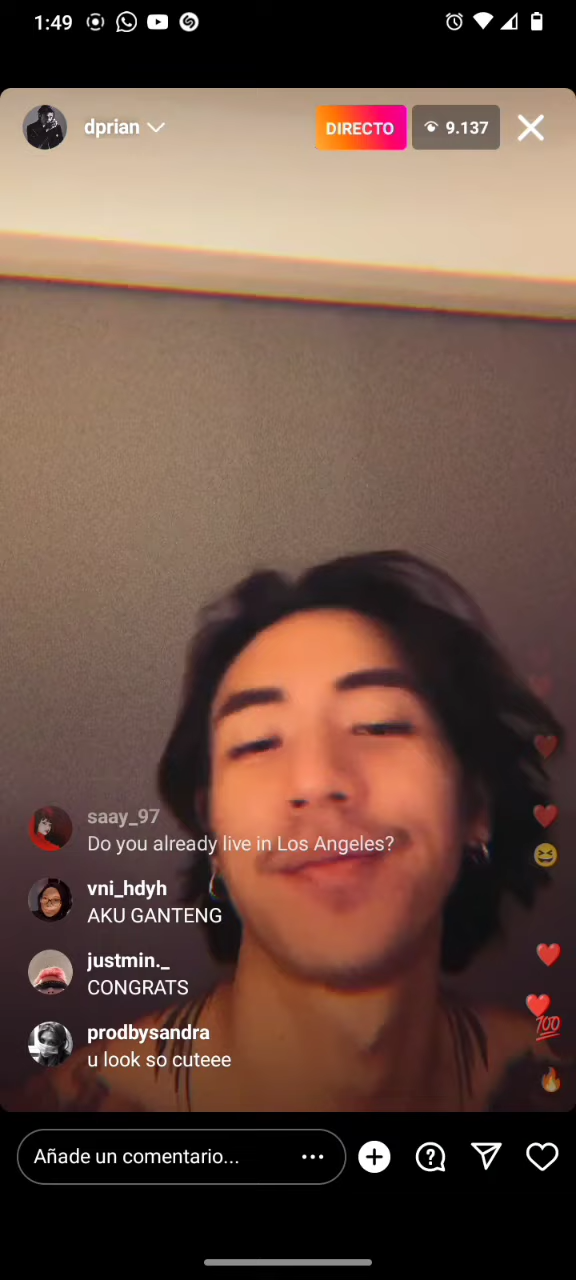 1:49
dprian
DIRECTO
9.137
saay_97
Do you already live in Los Angeles?
vni_hdyh
AKU GANTENG
justmin._
CONGRATS
prodbysandra
u look so cuteee
100
Añade un comentario...